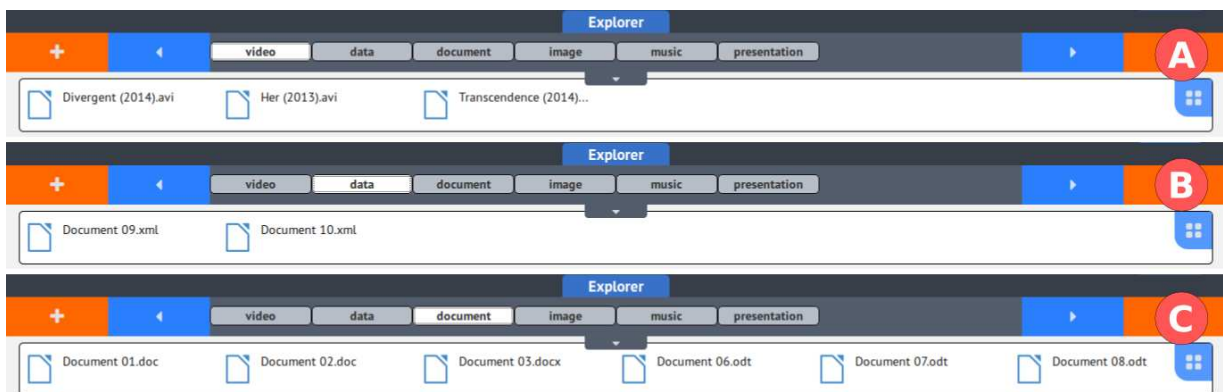 Explorer
+ video data document image music presentation A
Divergent (2014).avi Her (2013).avi Transcendence (2014)...
Explorer
+ video data document image music presentation B
Document 09.xml Document 10.xml
Explorer
+ video data document image music presentation C
Document 01.doc Document 02.doc Document 03.docx Document 06.odt Document 07.odt Document 08.odt